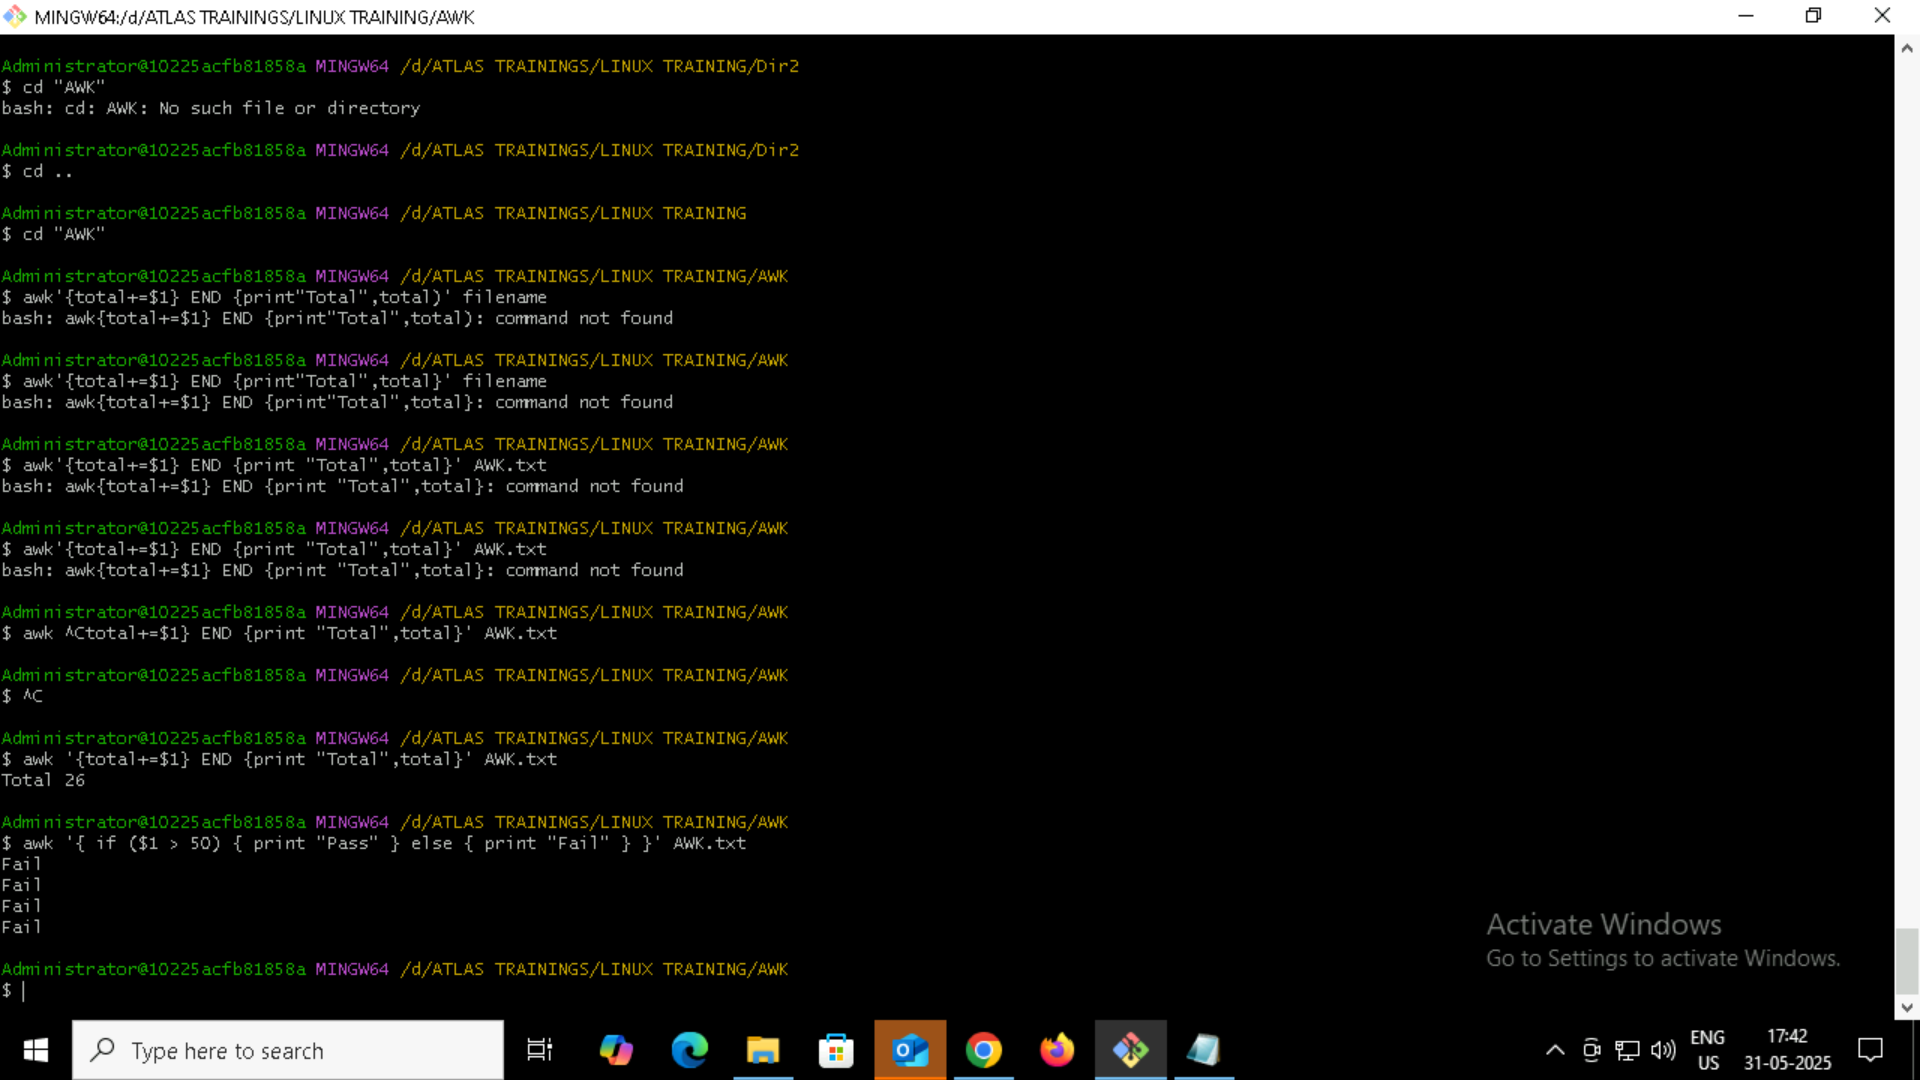 MINGW64:/d/ATLAS TRAININGS/LINUX TRAINING/AWK
Administrator@10225acfb81858a MINGW64 /d/ATLAS TRAININGS/LINUX TRAINING/Dir2
$ cd "AWK"
bash: cd: AWK: No such file or directory
Administrator@10225acfb81858a MINGW64 /d/ATLAS TRAININGS/LINUX TRAINING/Dir2
$ cd ..
Administrator@10225acfb81858a MINGW64 /d/ATLAS TRAININGS/LINUX TRAINING
$ cd "AWK"
Administrator@10225acfb81858a MINGW64 /d/ATLAS TRAININGS/LINUX TRAINING/AWK
$ awk'{total+=$1} END {print"Total",total)' filename
bash: awk{total+=$1} END {print"Total",total): command not found
Administrator@10225acfb81858a MINGW64 /d/ATLAS TRAININGS/LINUX TRAINING/AWK
$ awk'{total+=$1} END {print"Total",total}' filename
bash: awk{total+=$1} END {print"Total",total}: command not found
Administrator@10225acfb81858a MINGW64 /d/ATLAS TRAININGS/LINUX TRAINING/AWK
$ awk'{total+=$1} END {print "Total",total}' AWK.txt
bash: awk{total+=$1} END {print "Total",total}: command not found
Administrator@10225acfb81858a MINGW64 /d/ATLAS TRAININGS/LINUX TRAINING/AWK
$ awk'{total+=$1} END {print "Total",total}' AWK.txt
bash: awk{total+=$1} END {print "Total",total}: command not found
Administrator@10225acfb81858a MINGW64 /d/ATLAS TRAININGS/LINUX TRAINING/AWK
$ awk ^Ctotal+=$1} END {print "Total",total}' AWK.txt
Administrator@10225acfb81858a MINGW64 /d/ATLAS TRAININGS/LINUX TRAINING/AWK
$ ^C
Administrator@10225acfb81858a MINGW64 /d/ATLAS TRAININGS/LINUX TRAINING/AWK
$ awk '{total+=$1} END {print "Total",total}' AWK.txt
Total 26
Administrator@10225acfb81858a MINGW64 /d/ATLAS TRAININGS/LINUX TRAINING/AWK
$ awk '{ if ($1 > 50) { print "Pass" } else { print "Fail" } }' AWK.txt
Fail
Fail
Fail
Fail
Administrator@10225acfb81858a MINGW64 /d/ATLAS TRAININGS/LINUX TRAINING/AWK
$
Activate Windows
Go to Settings to activate Windows.
Type here to search
ENG
US
17:42
31-05-2025